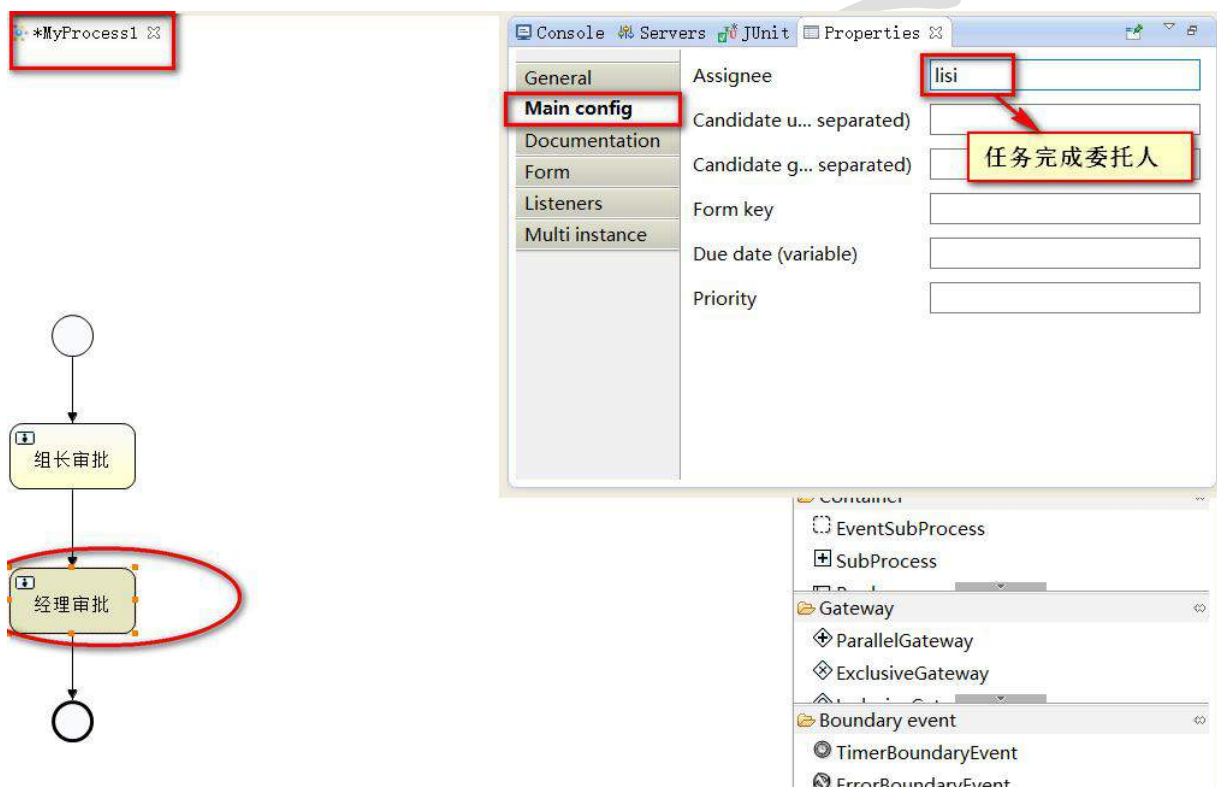 *MyProcess1
Console Servers JUnit Properties
General
Main config
Documentation
Form
Listeners
Multi instance
Assignee lisi
Candidate u... separated)
Candidate g... separated)
任务完成委托人
Form key
Due date (variable)
Priority
组长审批
经理审批
Container
EventSubProcess
SubProcess
Gateway
ParallelGateway
ExclusiveGateway
Boundary event
TimerBoundaryEvent
ErrorBoundaryEvent